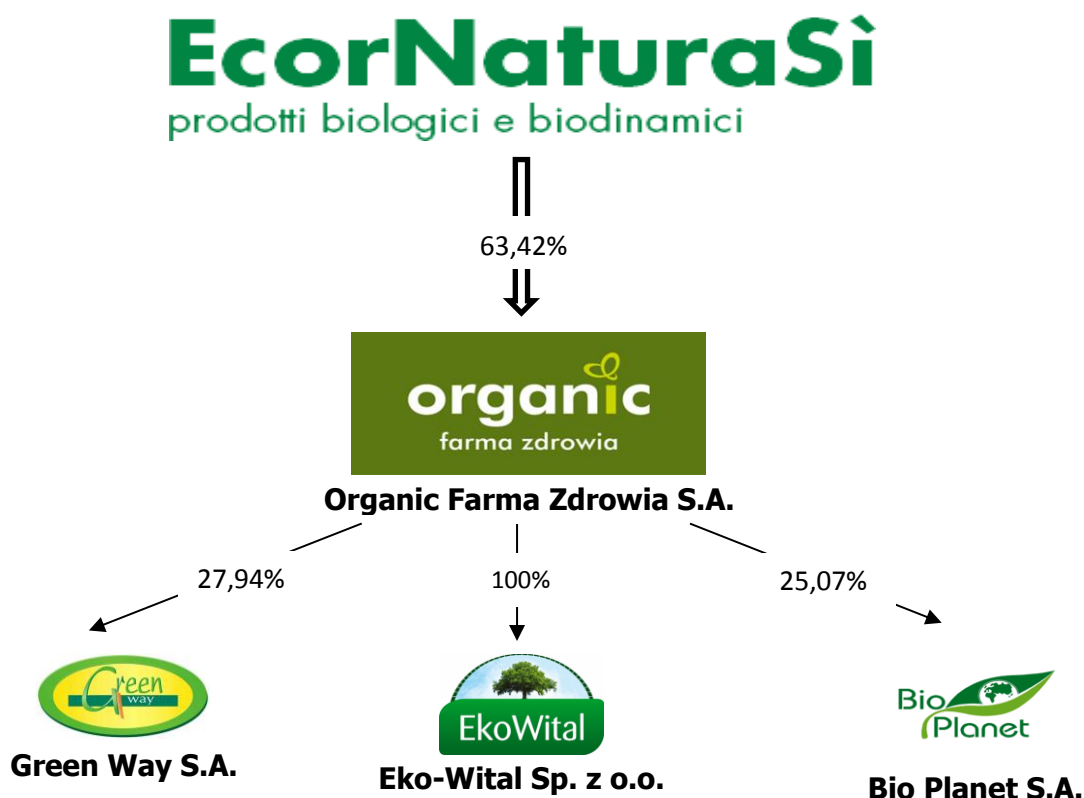 EcorNaturaSì
prodotti biologici e biodinamici
63,42%
organic
farma zdrowia
Organic Farma Zdrowia S.A.
27,94%
100%
25,07%
Green
way
EkoWital
Bio
Planet
Green Way S.A.
Eko-Wital Sp. z o.o.
Bio Planet S.A.